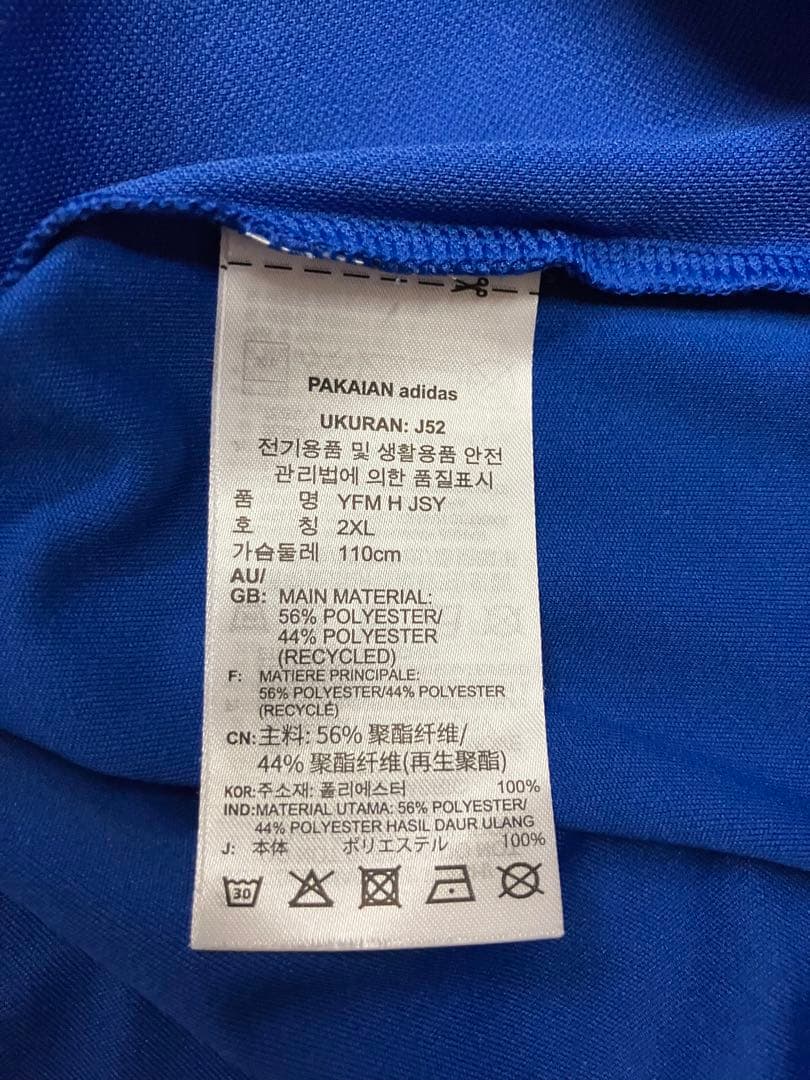 PAKAIAN adidas
UKURAN: J52
전기용품 및 생활용품 안전
관리법에 의한 품질표시
품 명 YFM H JSY
호 칭 2XL
가슴둘레 110cm
AU/
GB: MAIN MATERIAL:
56% POLYESTER/
44% POLYESTER
(RECYCLED)
F: MATIERE PRINCIPALE:
56% POLYESTER/44% POLYESTER
(RECYCLÉ)
CN:主料: 56% 聚酯纤维/
44% 聚酯纤维(再生聚酯)
KOR:주소재: 폴리에스터 100%
IND:MATERIAL UTAMA: 56% POLYESTER/
44% POLYESTER HASIL DAUR ULANG
J: 本体 ポリエステル 100%
30